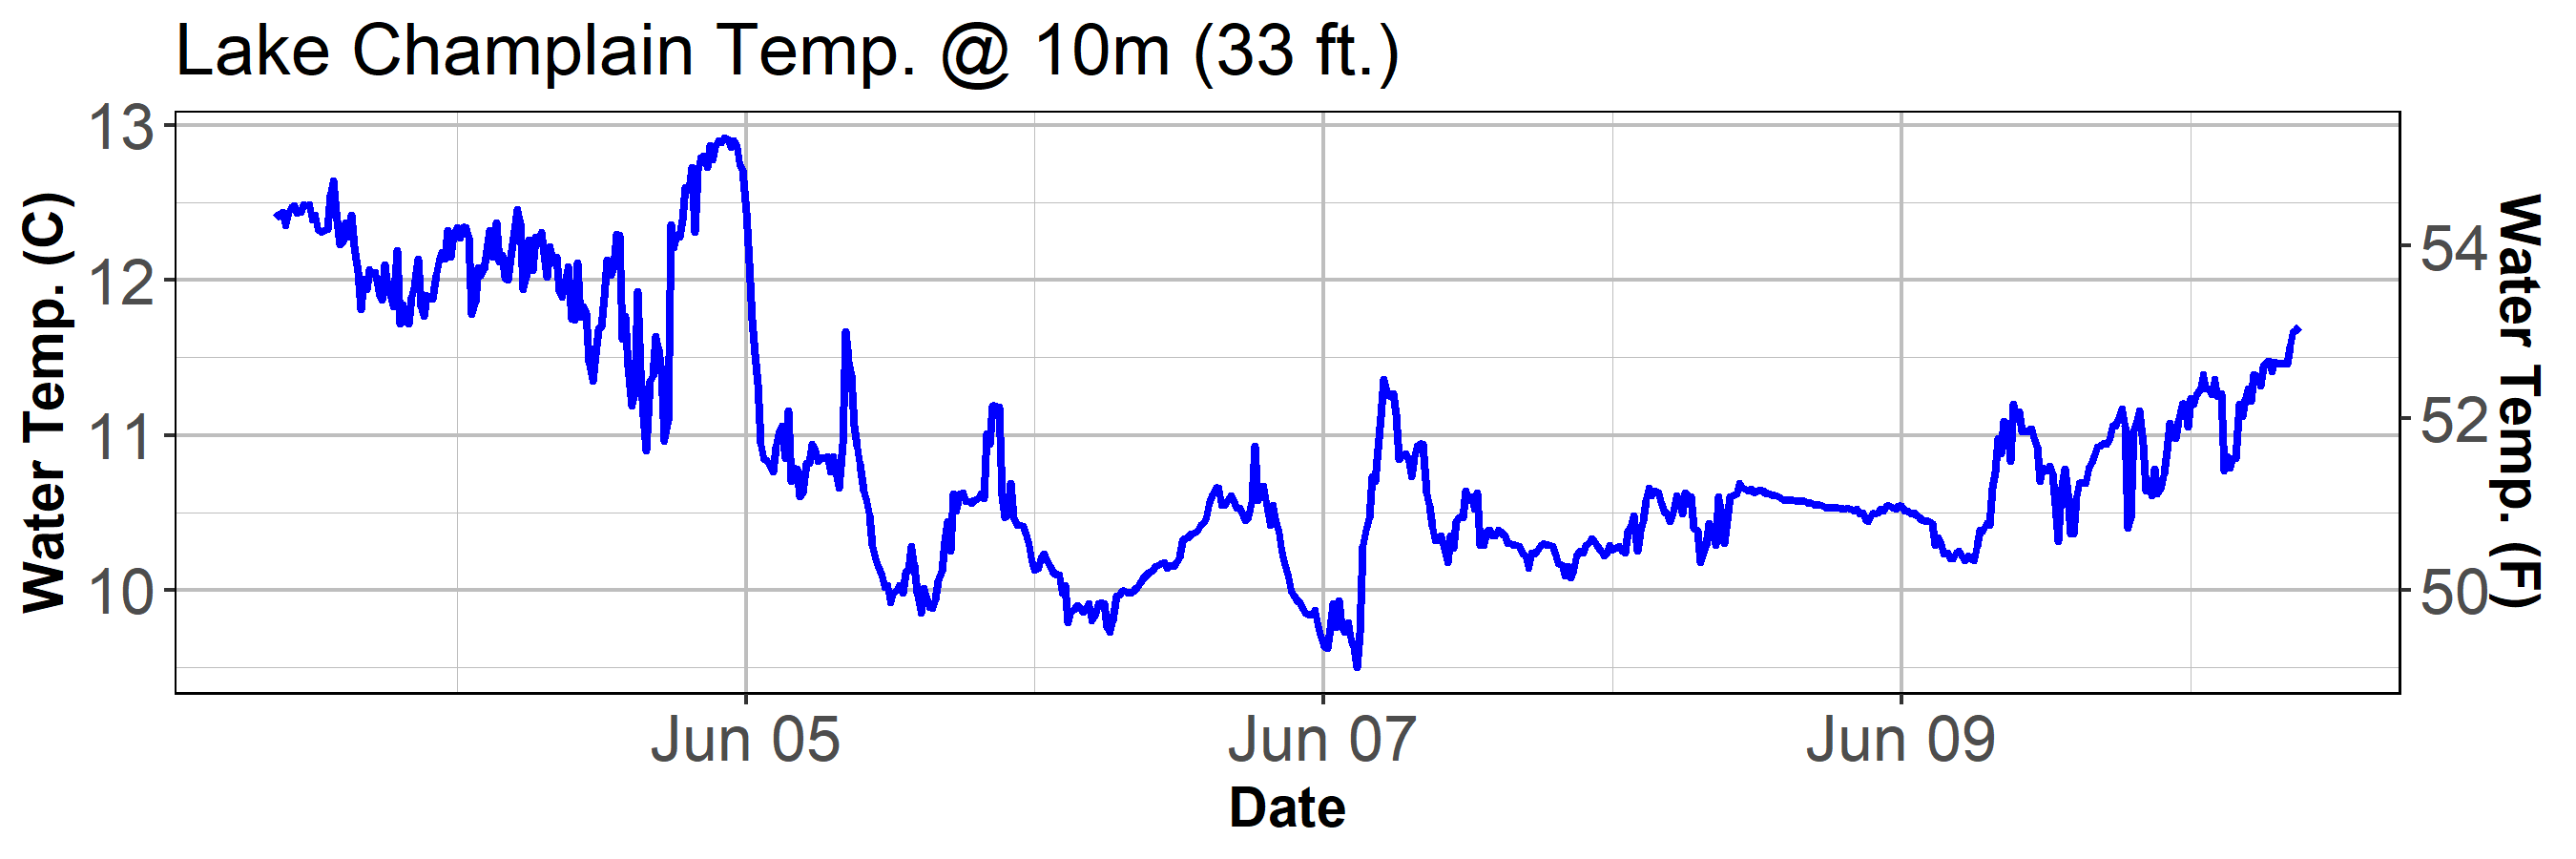 Lake Champlain Temp. @ 10m (33 ft.)
Water Temp. (C)
13
12
11
10
54
52
50
Water Temp. (F)
Jun 05
Jun 07
Jun 09
Date